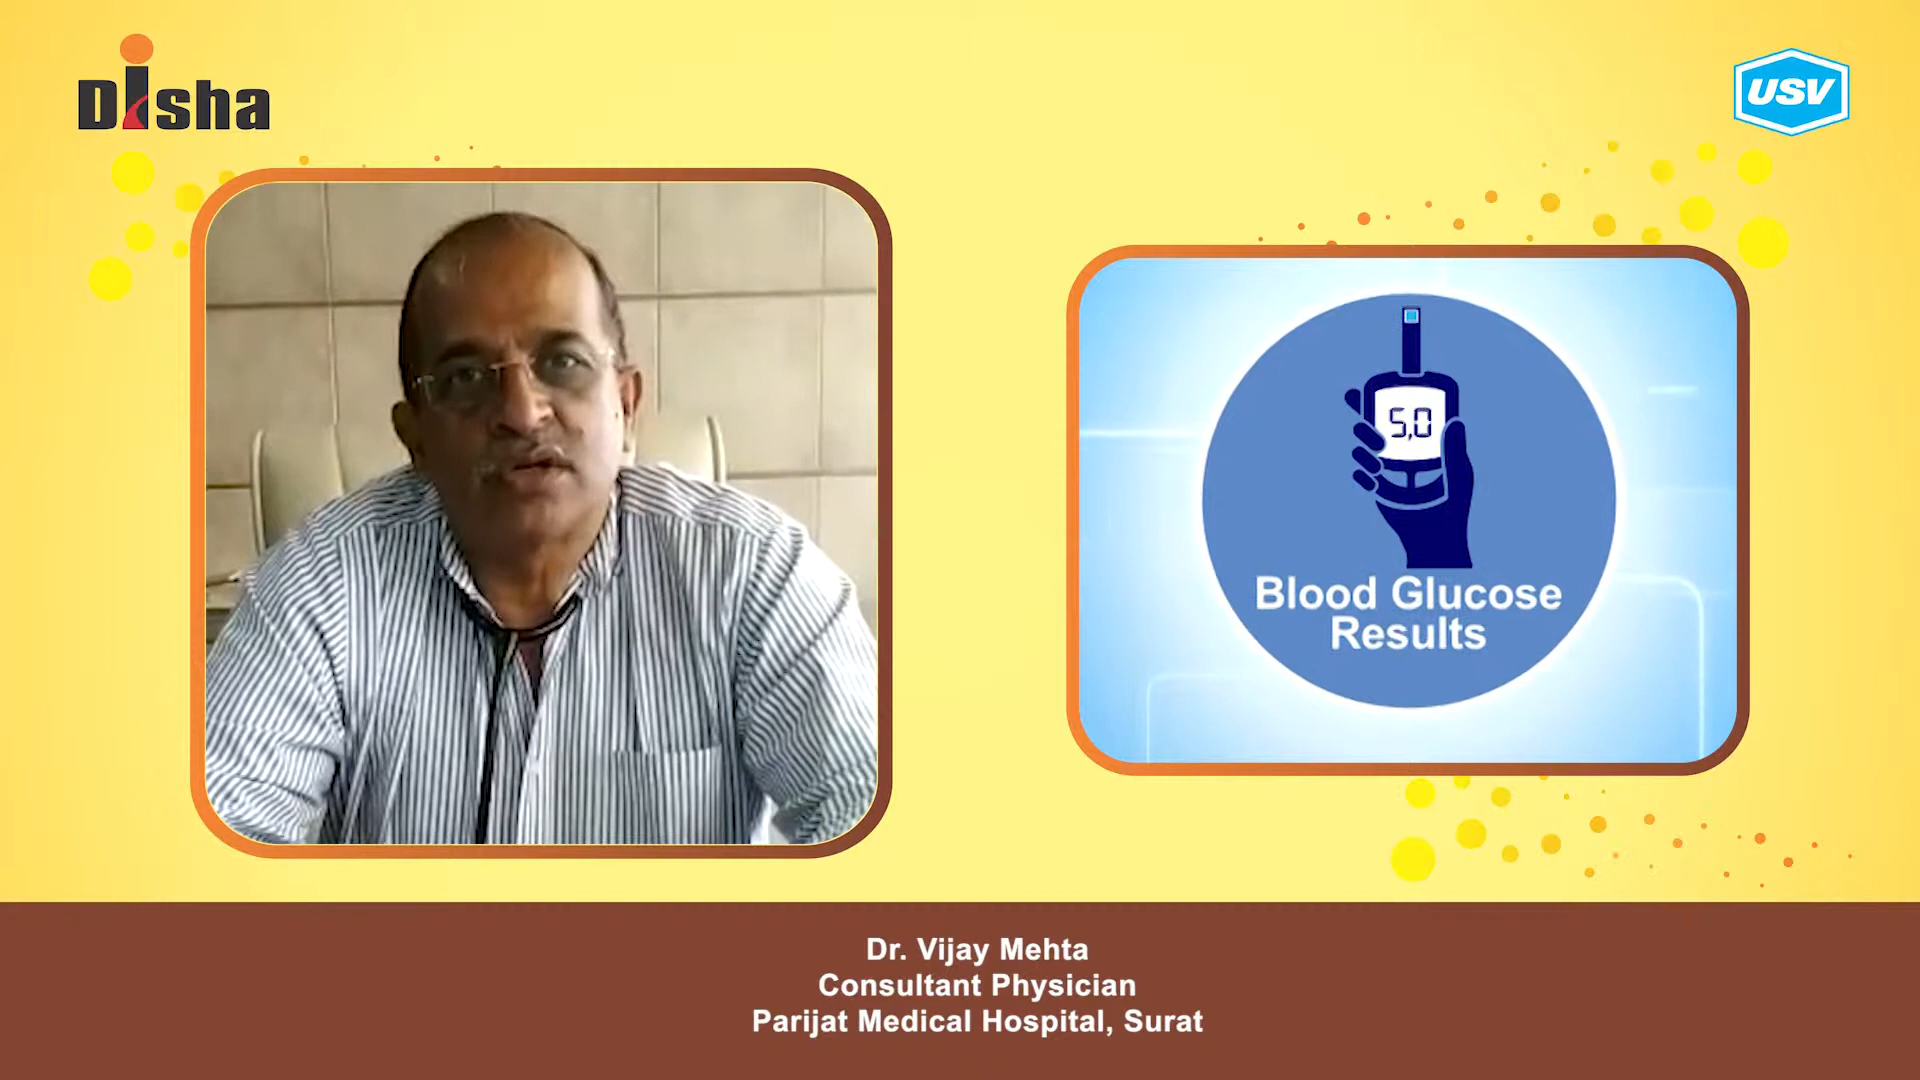 Disha
USV
5,0
Blood Glucose
Results
Dr. Vijay Mehta
Consultant Physician
Parijat Medical Hospital, Surat